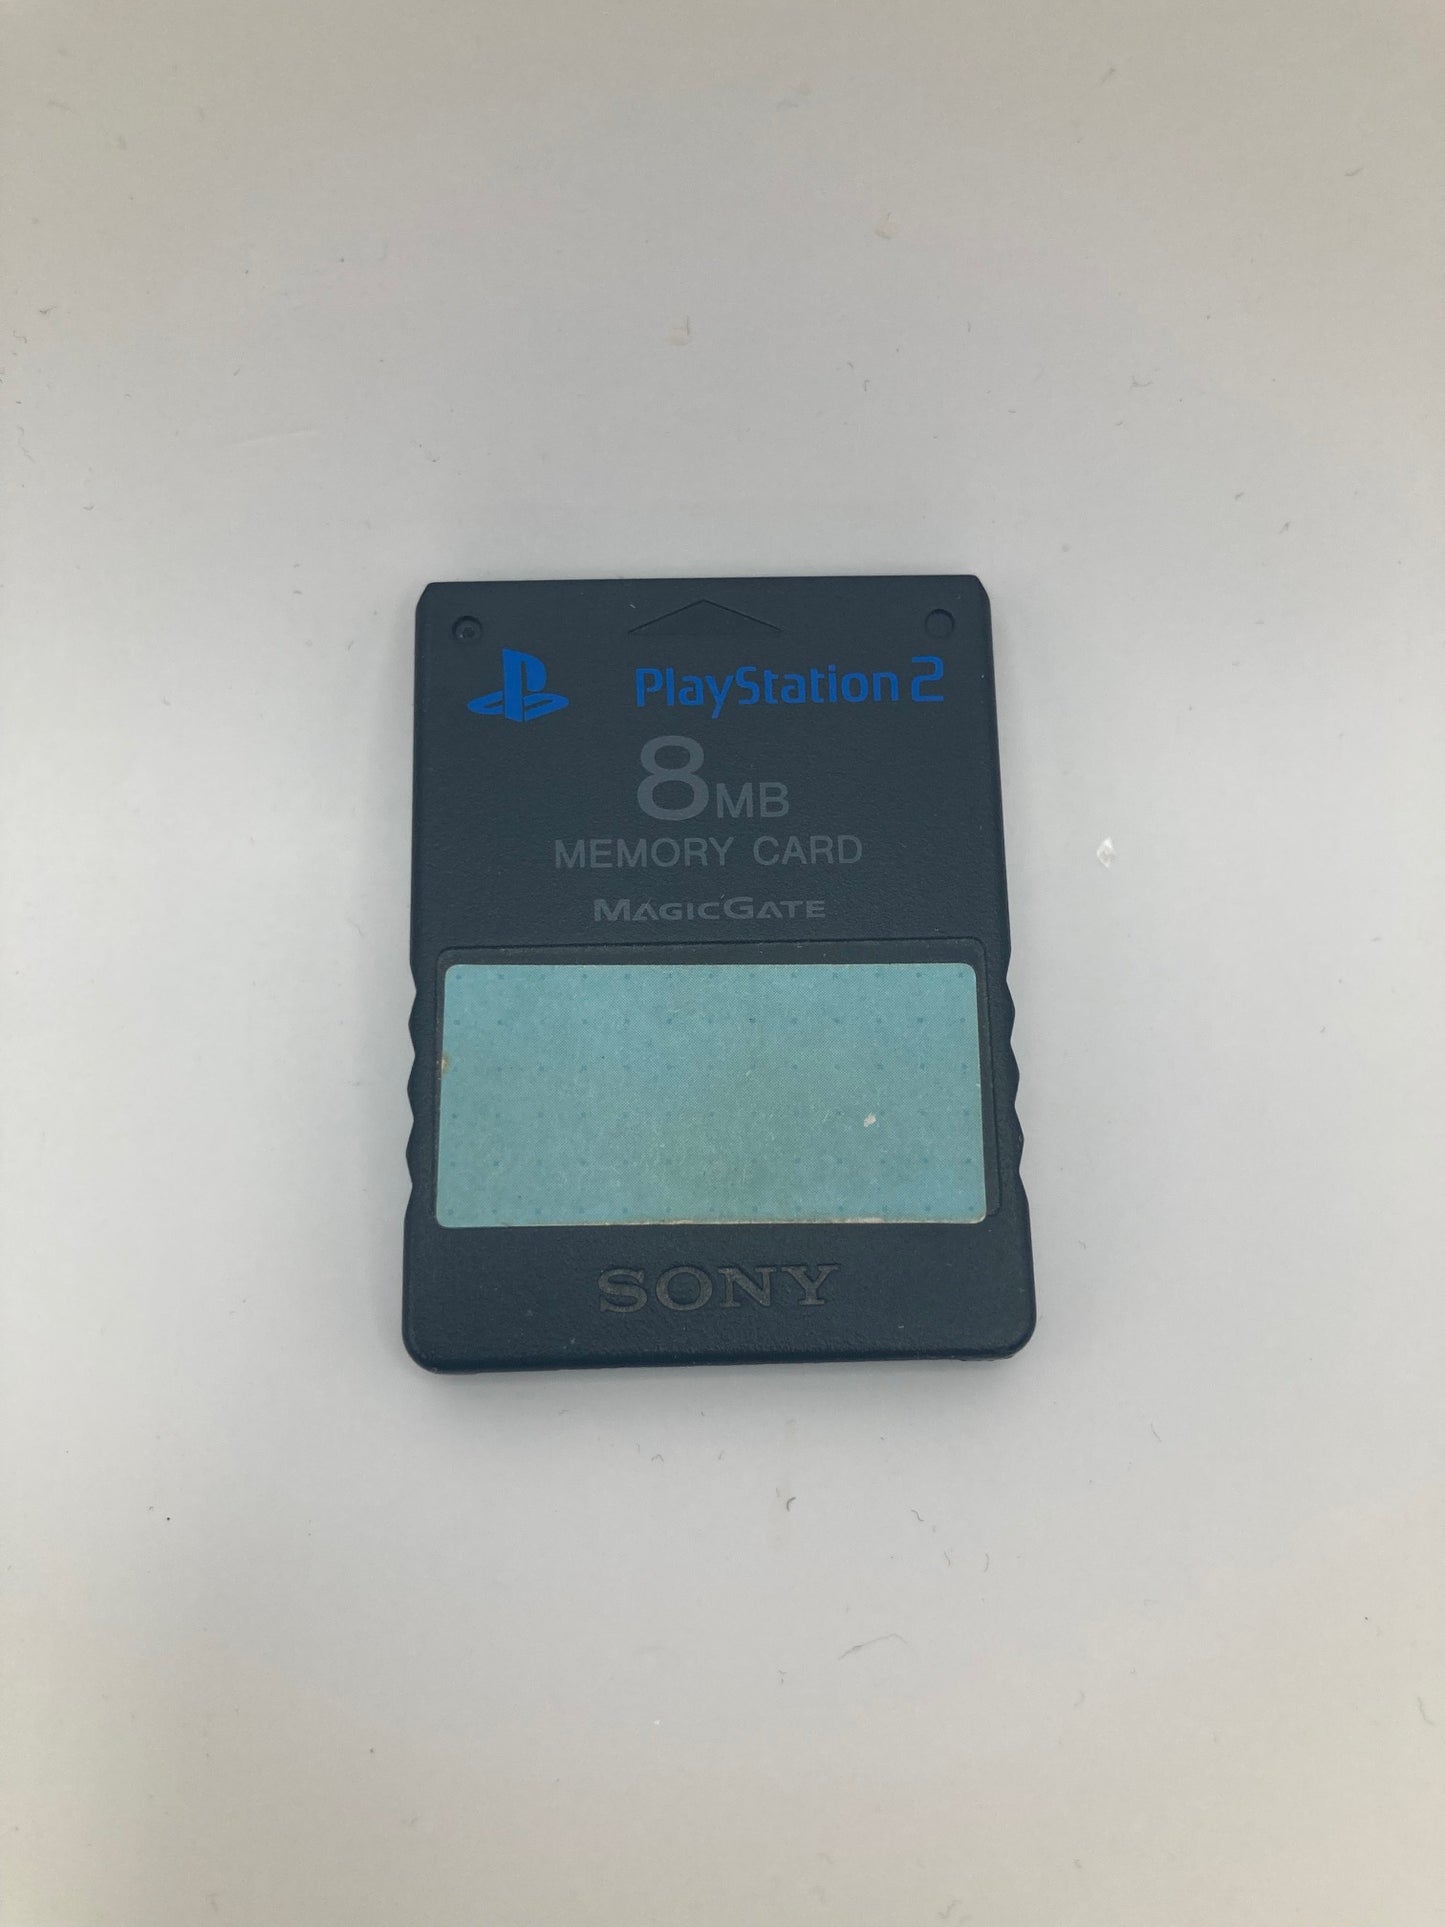 PlayStation 2
8MB
MEMORY CARD
MAGICGATE
SONY